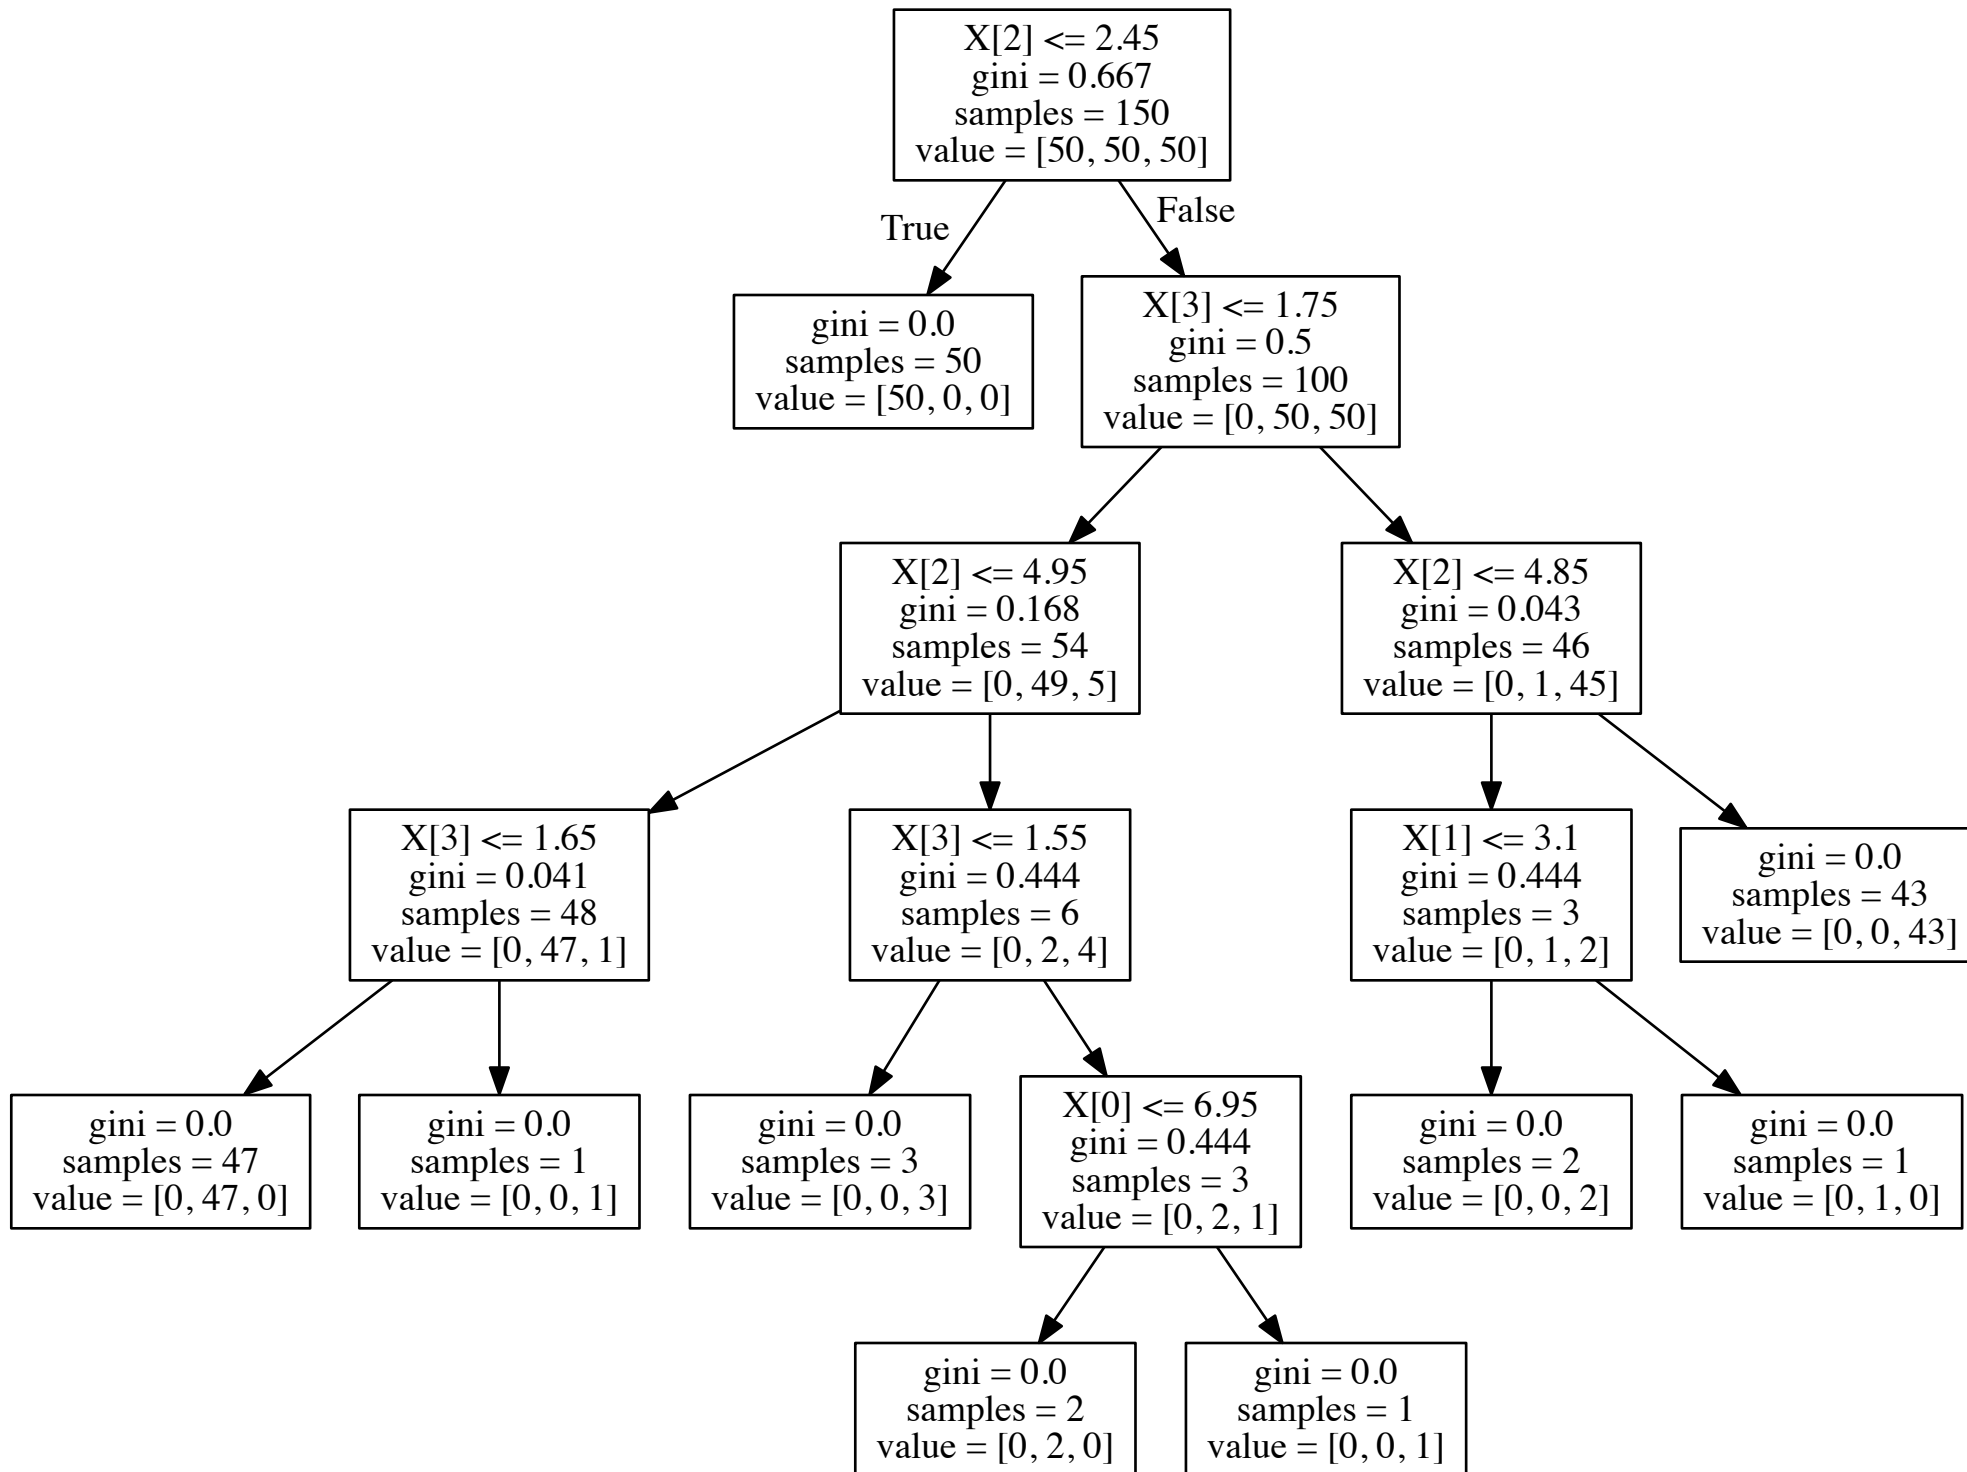 X[2] <= 2.45
gini = 0.667
samples = 150
value = [50, 50, 50]
True
False
gini = 0.0
samples = 50
value = [50, 0, 0]
X[3] <= 1.75
gini = 0.5
samples = 100
value = [0, 50, 50]
X[2] <= 4.95
gini = 0.168
samples = 54
value = [0, 49, 5]
X[2] <= 4.85
gini = 0.043
samples = 46
value = [0, 1, 45]
X[3] <= 1.65
gini = 0.041
samples = 48
value = [0, 47, 1]
X[3] <= 1.55
gini = 0.444
samples = 6
value = [0, 2, 4]
X[1] <= 3.1
gini = 0.444
samples = 3
value = [0, 1, 2]
gini = 0.0
samples = 43
value = [0, 0, 43]
gini = 0.0
samples = 47
value = [0, 47, 0]
gini = 0.0
samples = 1
value = [0, 0, 1]
gini = 0.0
samples = 3
value = [0, 0, 3]
X[0] <= 6.95
gini = 0.444
samples = 3
value = [0, 2, 1]
gini = 0.0
samples = 2
value = [0, 0, 2]
gini = 0.0
samples = 1
value = [0, 1, 0]
gini = 0.0
samples = 2
value = [0, 2, 0]
gini = 0.0
samples = 1
value = [0, 0, 1]